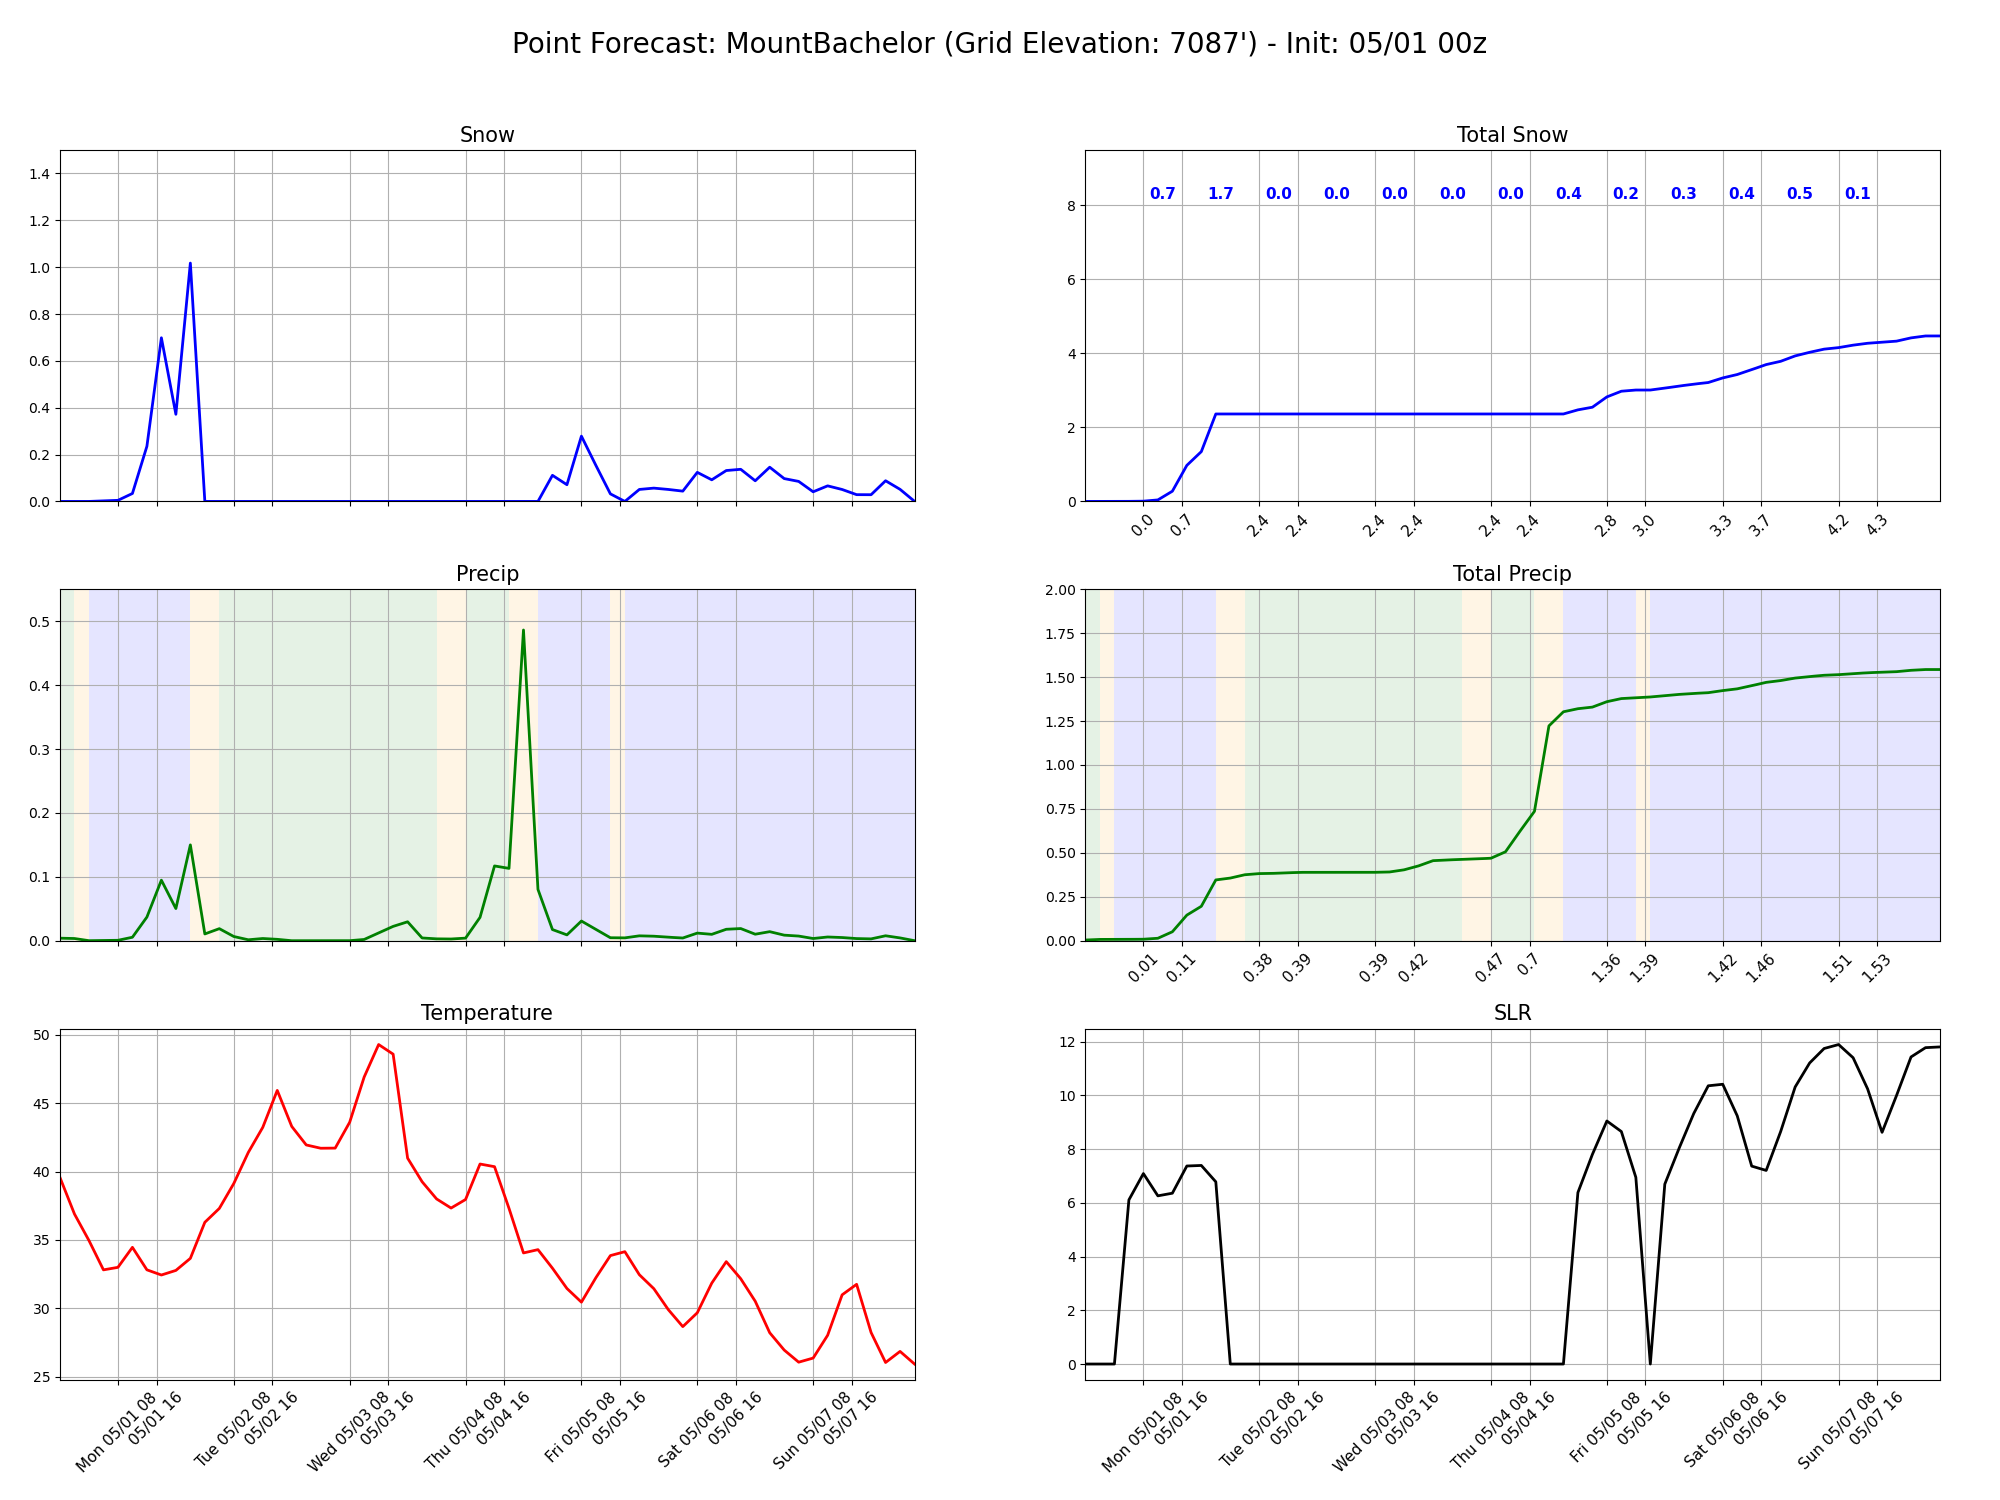 Point Forecast: MountBachelor (Grid Elevation: 7087') - Init: 05/01 00z
Snow
1.4
1.2
1.0
0.8
0.6
0.4
0.2
0.0
Total Snow
0.7 1.7 0.0 0.0 0.0 0.0 0.0 0.4 0.2 0.3 0.4 0.5 0.1
8
6
4
2
0
0.0 0.7 2.4 2.4 2.4 2.4 2.4 2.4 2.8 3.0 3.3 3.7 4.2 4.3
Precip
0.5
0.4
0.3
0.2
0.1
0.0
Total Precip
2.00
1.75
1.50
1.25
1.00
0.75
0.50
0.25
0.00
0.01 0.11 0.38 0.39 0.39 0.42 0.47 0.7 1.36 1.39 1.42 1.46 1.51 1.53
Temperature
50
45
40
35
30
25
Mon 05/01 08
05/01 16
Tue 05/02 08
05/02 16
Wed 05/03 08
05/03 16
Thu 05/04 08
05/04 16
Fri 05/05 08
05/05 16
Sat 05/06 08
05/06 16
Sun 05/07 08
05/07 16
SLR
12
10
8
6
4
2
0
Mon 05/01 08
05/01 16
Tue 05/02 08
05/02 16
Wed 05/03 08
05/03 16
Thu 05/04 08
05/04 16
Fri 05/05 08
05/05 16
Sat 05/06 08
05/06 16
Sun 05/07 08
05/07 16